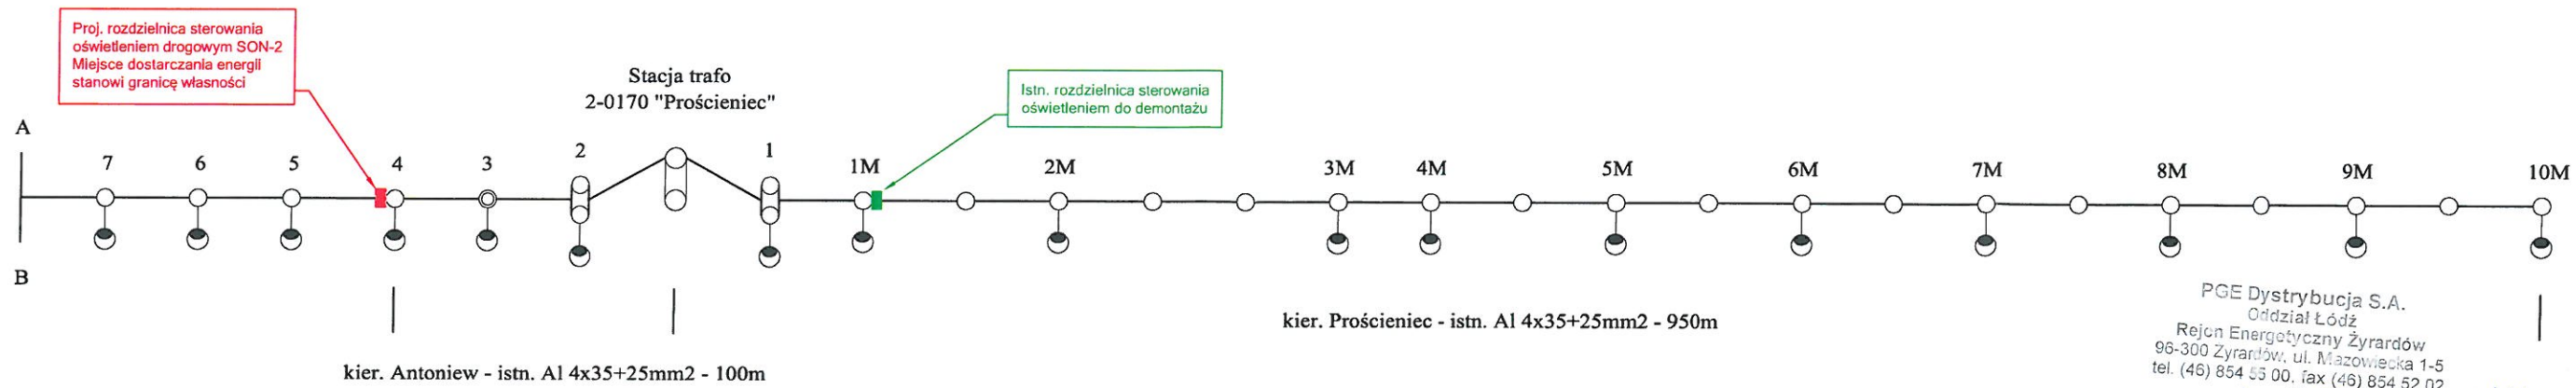 Proj. rozdzielnica sterowania
oświetleniem drogowym SON-2
Miejsce dostarczania energii
stanowi granicę własności
Stacja trafo
2-0170 "Prościeniec"
Istn. rozdzielnica sterowania
oświetleniem do demontażu
A
7 6 5 4 3 2 1 1M 2M 3M 4M 5M 6M 7M 8M 9M 10M
B
kier. Prościeniec - istn. Al 4x35+25mm2 - 950m
kier. Antoniew - istn. Al 4x35+25mm2 - 100m
PGE Dystrybucja S.A.
Oddział Łódź
Rejon Energetyczny Żyrardów
96-300 Żyrardów, ul. Mazowiecka 1-5
tel. (46) 854 55 00, fax (46) 854 52 02